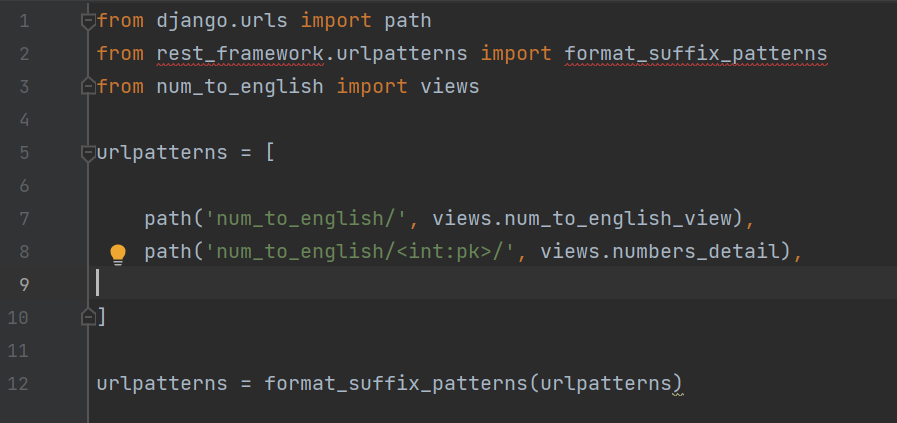 1 from django.urls import path
2 from rest_framework.urlpatterns import format_suffix_patterns
3 from num_to_english import views
4
5 urlpatterns = [
6
7     path('num_to_english/', views.num_to_english_view),
8     path('num_to_english/<int:pk>/', views.numbers_detail),
9
10 ]
11
12 urlpatterns = format_suffix_patterns(urlpatterns)